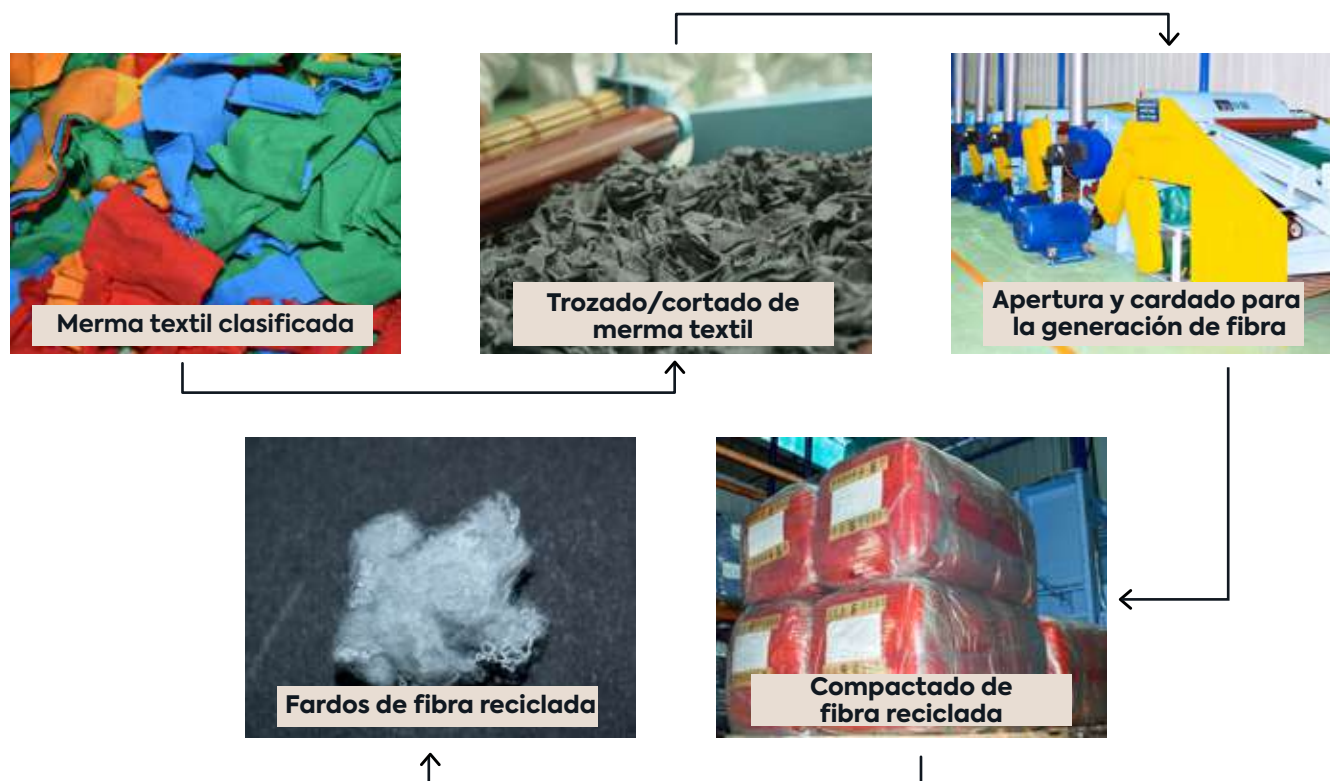 Merma textil clasificada
Trozado/cortado de
merma textil
Apertura y cardado para
la generación de fibra
Fardos de fibra reciclada
Compactado de
fibra reciclada